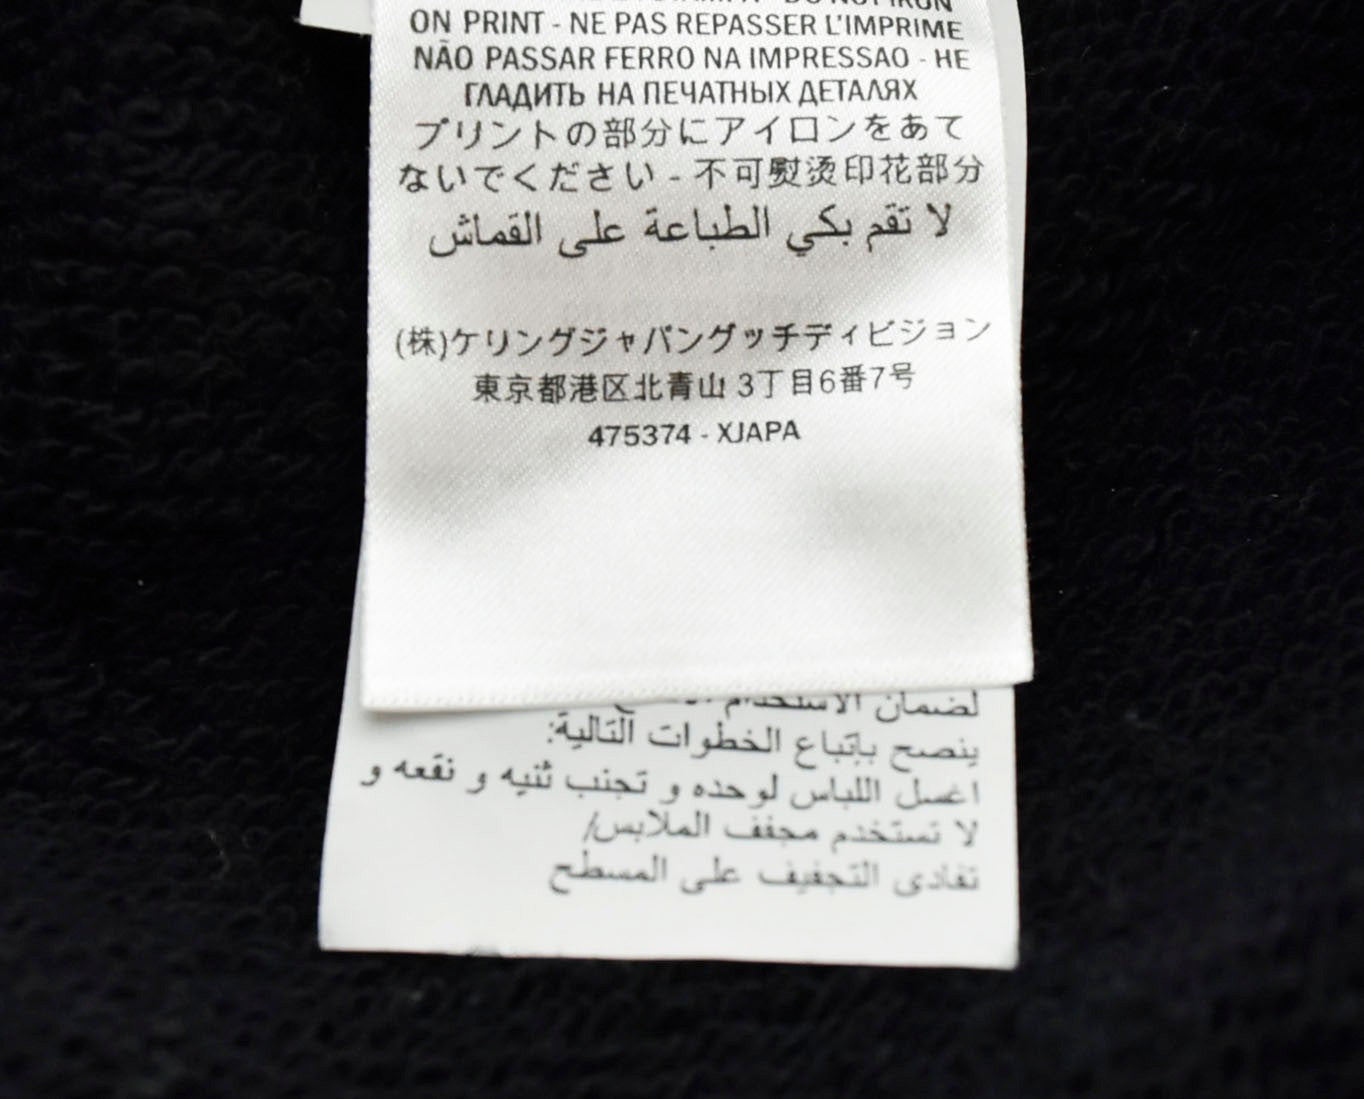 DO NOT IRON
ON PRINT - NE PAS REPASSER L'IMPRIME
NÃO PASSAR FERRO NA IMPRESSAO - НЕ
ГЛАДИТЬ НА ПЕЧАТНЫХ ДЕТАЛЯХ
プリントの部分にアイロンをあて
ないでください - 不可熨烫印花部分
لا تقم بكي الطباعة على القماش
(株)ケリングジャパングッチディビジョン
東京都港区北青山 3丁目6番7号
475374 - XJAPA
لضمان الاستخدام
ينصح بإتباع الخطوات التالية:
اغسل اللباس لوحده و تجنب ثنيه و نقعه و
لا تستخدم مجفف الملابس/
تفادى التجفيف على المسطح